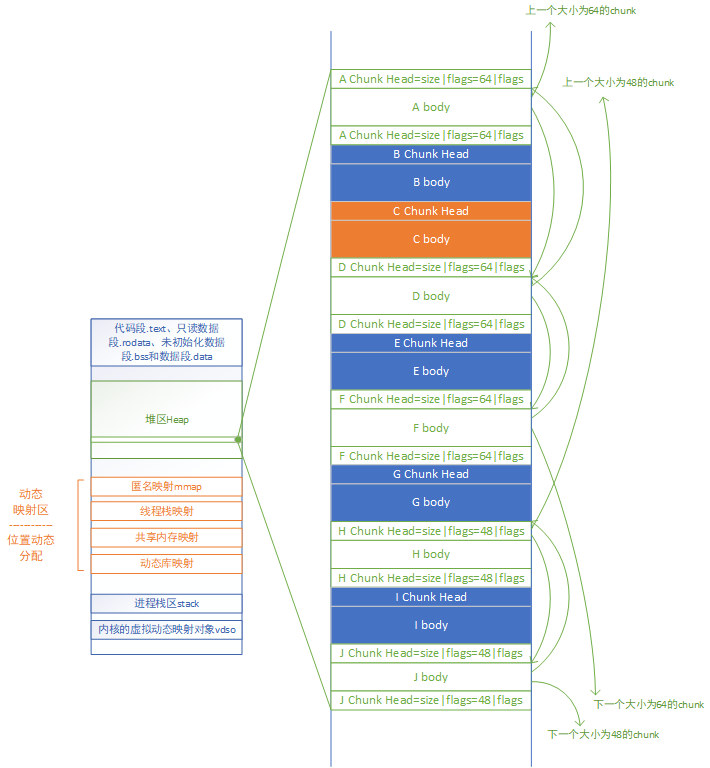 上一个大小为64的chunk
上一个大小为48的chunk
A Chunk Head=size|flags=64|flags
A body
A Chunk Head=size|flags=64|flags
B Chunk Head
B body
C Chunk Head
C body
D Chunk Head=size|flags=64|flags
D body
D Chunk Head=size|flags=64|flags
E Chunk Head
E body
F Chunk Head=size|flags=64|flags
F body
F Chunk Head=size|flags=64|flags
G Chunk Head
G body
H Chunk Head=size|flags=48|flags
H body
H Chunk Head=size|flags=48|flags
I Chunk Head
I body
J Chunk Head=size|flags=48|flags
J body
J Chunk Head=size|flags=48|flags
下一个大小为64的chunk
下一个大小为48的chunk
代码段.text、只读数据
段.rodata、未初始化数据
段.bss和数据段.data
堆区Heap
动态
映射区
------------
位置动态
分配
匿名映射mmap
线程栈映射
共享内存映射
动态库映射
进程栈区stack
内核的虚拟动态映射对象vdso